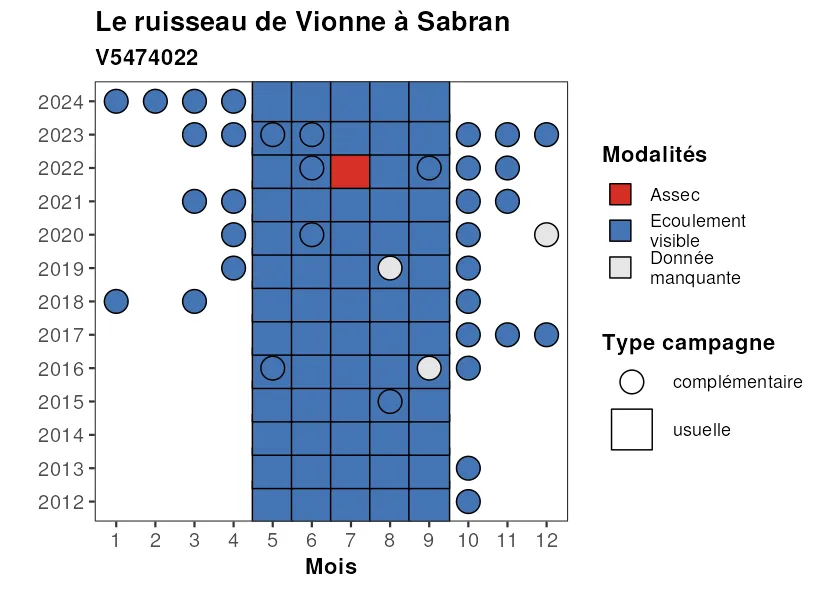 Le ruisseau de Vionne à Sabran
V5474022
2024
2023
2022
2021
2020
2019
2018
2017
2016
2015
2014
2013
2012
1 2 3 4 5 6 7 8 9 10 11 12
Mois
Modalités
Assec
Ecoulement
visible
Donnée
manquante
Type campagne
complémentaire
usuelle